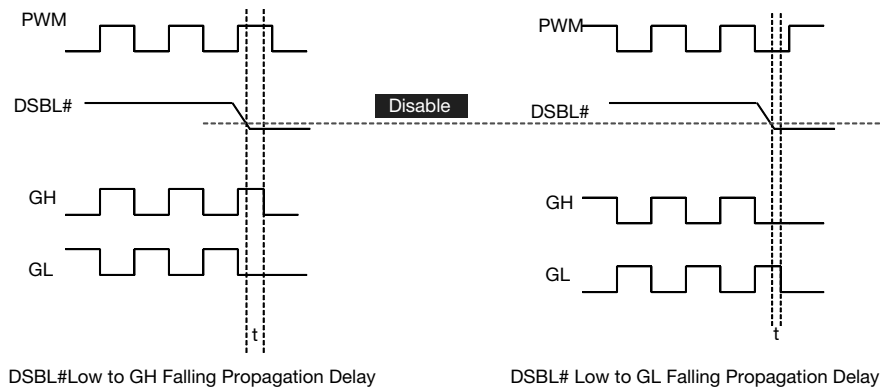 PWM
DSBL#
GH
GL
t
DSBL#Low to GH Falling Propagation Delay
Disable
PWM
DSBL#
GH
GL
t
DSBL# Low to GL Falling Propagation Delay